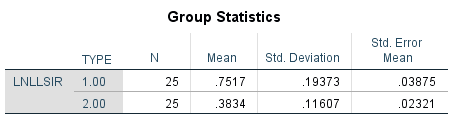 Group Statistics
TYPE N Mean Std. Deviation Std. Error Mean
LNLLSIR 1.00 25 .7517 .19373 .03875
2.00 25 .3834 .11607 .02321